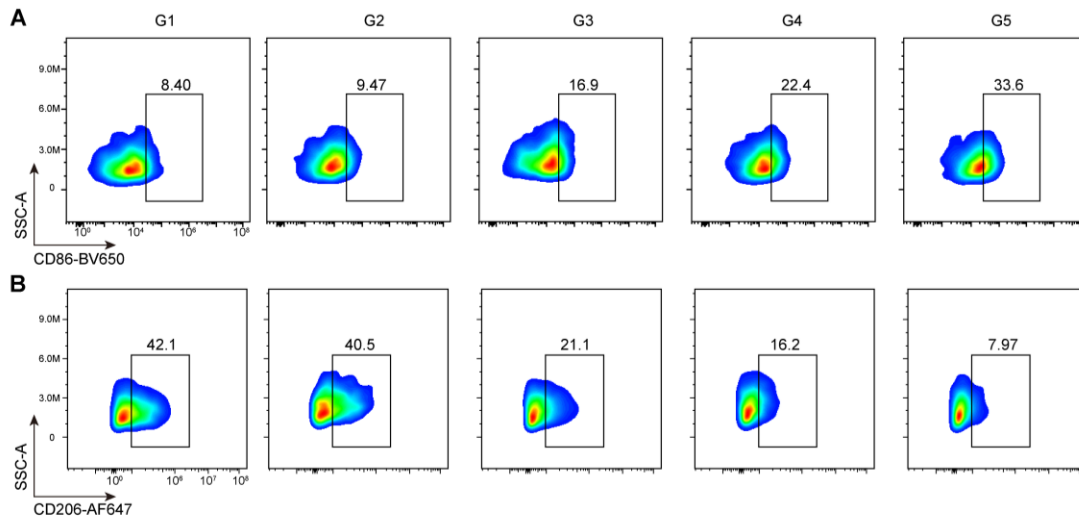 A
G1 G2 G3 G4 G5
8.40 9.47 16.9 22.4 33.6
9.0M
6.0M
3.0M
0
SSC-A
10⁰ 10⁴ 10⁶ 10⁸
CD86-BV650
B
42.1 40.5 21.1 16.2 7.97
9.0M
6.0M
3.0M
0
SSC-A
10⁰ 10⁶ 10⁷ 10⁸
CD206-AF647